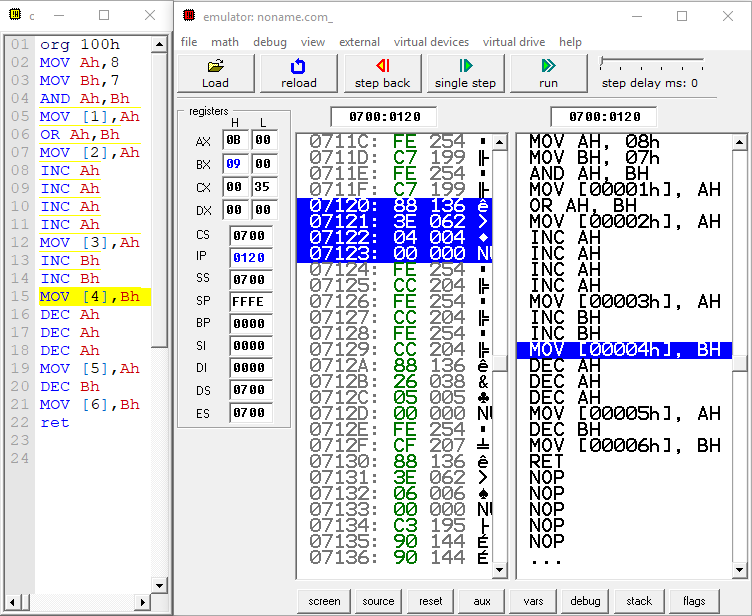 c
01 org 100h
02 MOV Ah,8
03 MOV Bh,7
04 AND Ah,Bh
05 MOV [1],Ah
06 OR Ah,Bh
07 MOV [2],Ah
08 INC Ah
09 INC Ah
10 INC Ah
11 INC Ah
12 MOV [3],Ah
13 INC Bh
14 INC Bh
15 MOV [4],Bh
16 DEC Ah
17 DEC Ah
18 DEC Ah
19 MOV [5],Ah
20 DEC Bh
21 MOV [6],Bh
22 ret
23
24
emulator: noname.com_
file math debug view external virtual devices virtual drive help
Load reload step back single step run step delay ms: 0
registers
H L
AX 0B 00
BX 09 00
CX 00 35
DX 00 00
CS 0700
IP 0120
SS 0700
SP FFFE
BP 0000
SI 0000
DI 0000
DS 0700
ES 0700
0700:0120
0711C: FE 254 ▪
0711D: C7 199 ╟
0711E: FE 254 ▪
0711F: C7 199 ╟
07120: 88 136 ê
07121: 3E 062 >
07122: 04 004 ♦
07123: 00 000 NU
07124: FE 254 ▪
07125: CC 204 ╠
07126: FE 254 ▪
07127: CC 204 ╠
07128: FE 254 ▪
07129: CC 204 ╠
0712A: 88 136 ê
0712B: 26 038 &
0712C: 05 005 ♣
0712D: 00 000 NU
0712E: FE 254 ▪
0712F: CF 207 ╧
07130: 88 136 ê
07131: 3E 062 >
07132: 06 006 ♠
07133: 00 000 NU
07134: C3 195 ├
07135: 90 144 É
07136: 90 144 É
0700:0120
MOV AH, 08h
MOV BH, 07h
AND AH, BH
MOV [00001h], AH
OR AH, BH
MOV [00002h], AH
INC AH
INC AH
INC AH
INC AH
MOV [00003h], AH
INC BH
INC BH
MOV [00004h], BH
DEC AH
DEC AH
DEC AH
MOV [00005h], AH
DEC BH
MOV [00006h], BH
RET
NOP
NOP
NOP
NOP
NOP
...
screen source reset aux vars debug stack flags